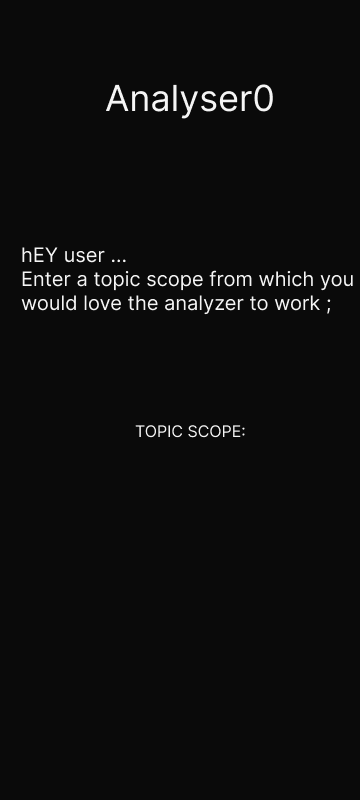 Analyser0
hEY user ...
Enter a topic scope from which you
would love the analyzer to work ;
TOPIC SCOPE: